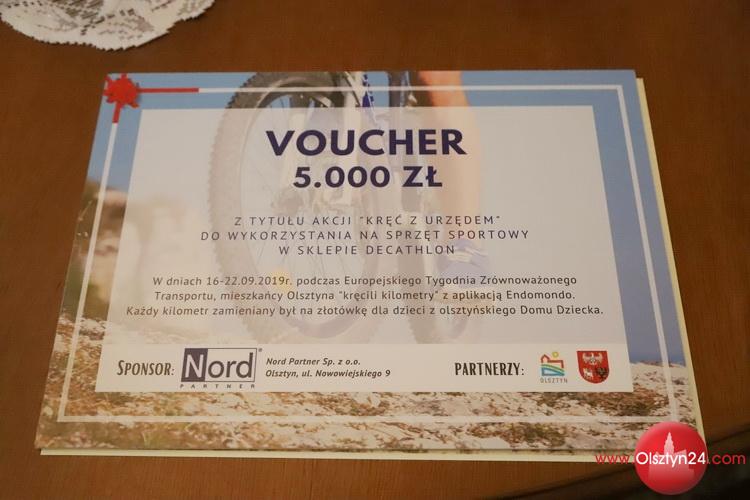 VOUCHER
5.000 ZŁ
Z TYTUŁU AKCJI "KRĘĆ Z URZĘDEM"
DO WYKORZYSTANIA NA SPRZĘT SPORTOWY
W SKLEPIE DECATHLON
W dniach 16-22.09.2019r. podczas Europejskiego Tygodnia Zrównoważonego
Transportu, mieszkańcy Olsztyna "kręcili kilometry" z aplikacją Endomondo.
Każdy kilometr zamieniany był na złotówkę dla dzieci z olsztyńskiego Domu Dziecka.
SPONSOR:
Nord®
PARTNER
Nord Partner Sp. z o.o.
Olsztyn, ul. Nowowiejskiego 9
PARTNERZY:
OLSZTYN
www.Olsztyn24.com